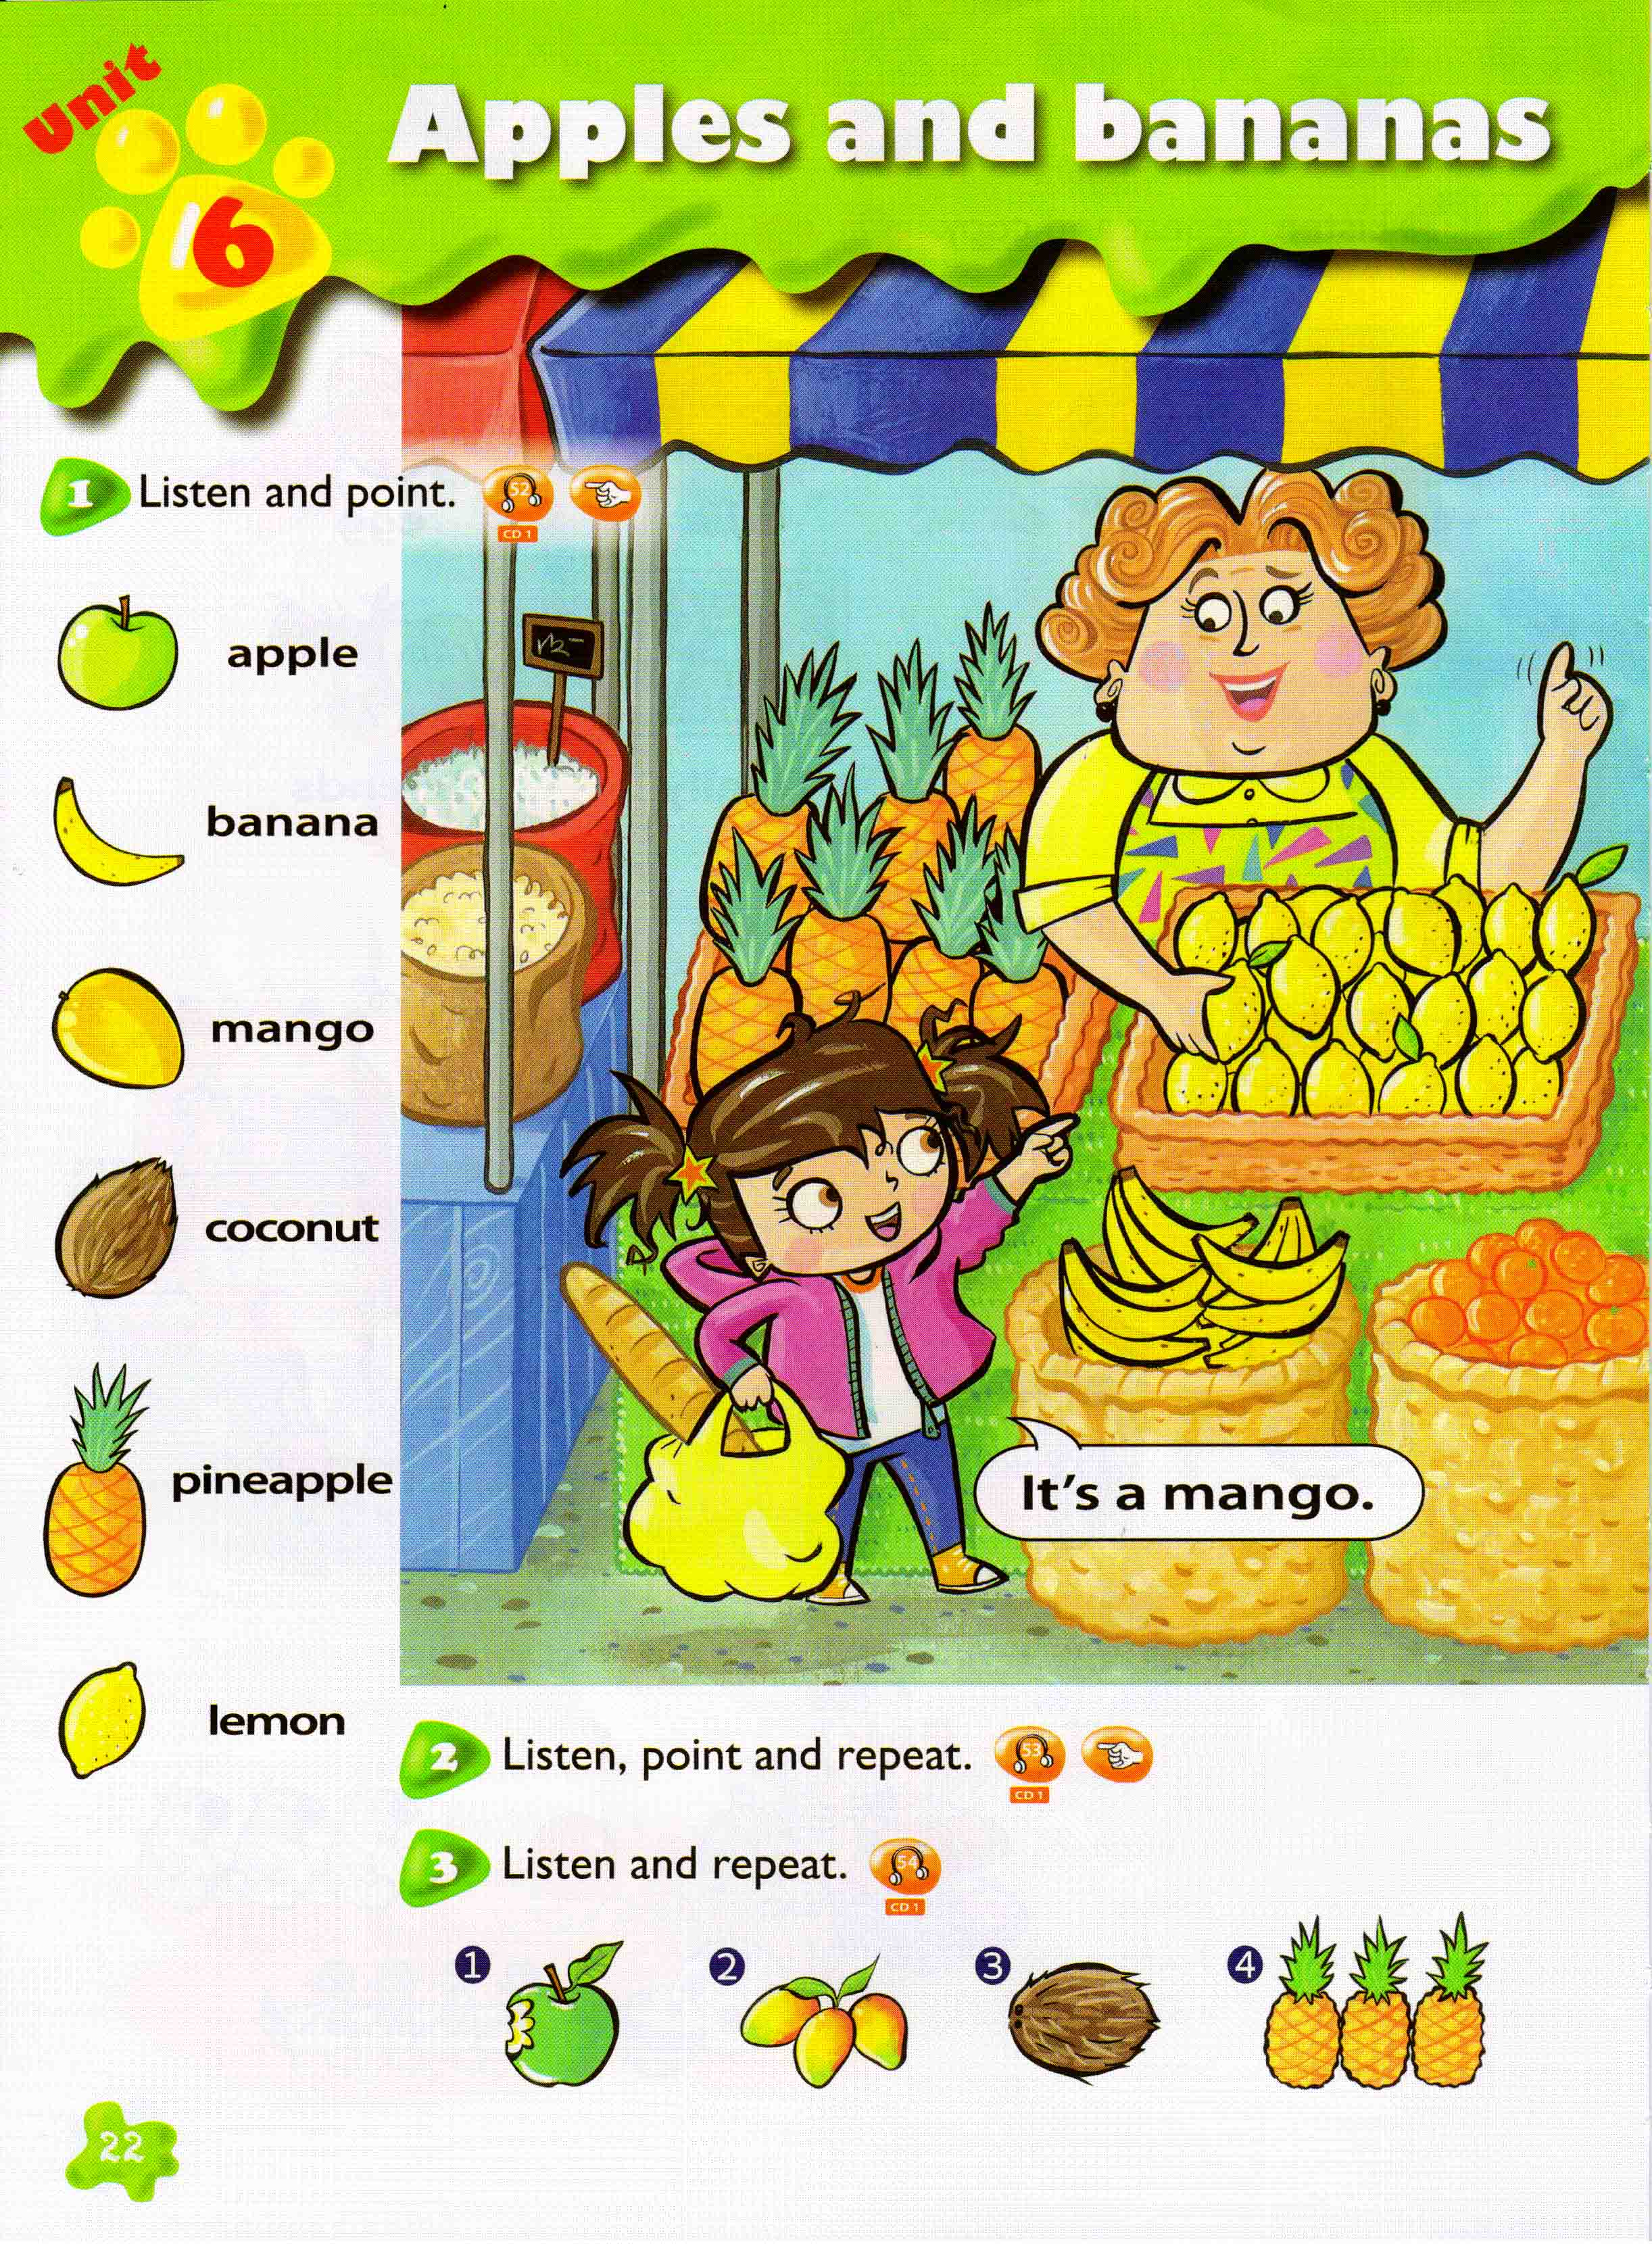 Unit
16
Apples and bananas
1 Listen and point.
52
CD 1
apple
banana
mango
coconut
pineapple
lemon
It's a mango.
2 Listen, point and repeat.
53
CD 1
3 Listen and repeat.
54
CD 1
1
2
3
4
22